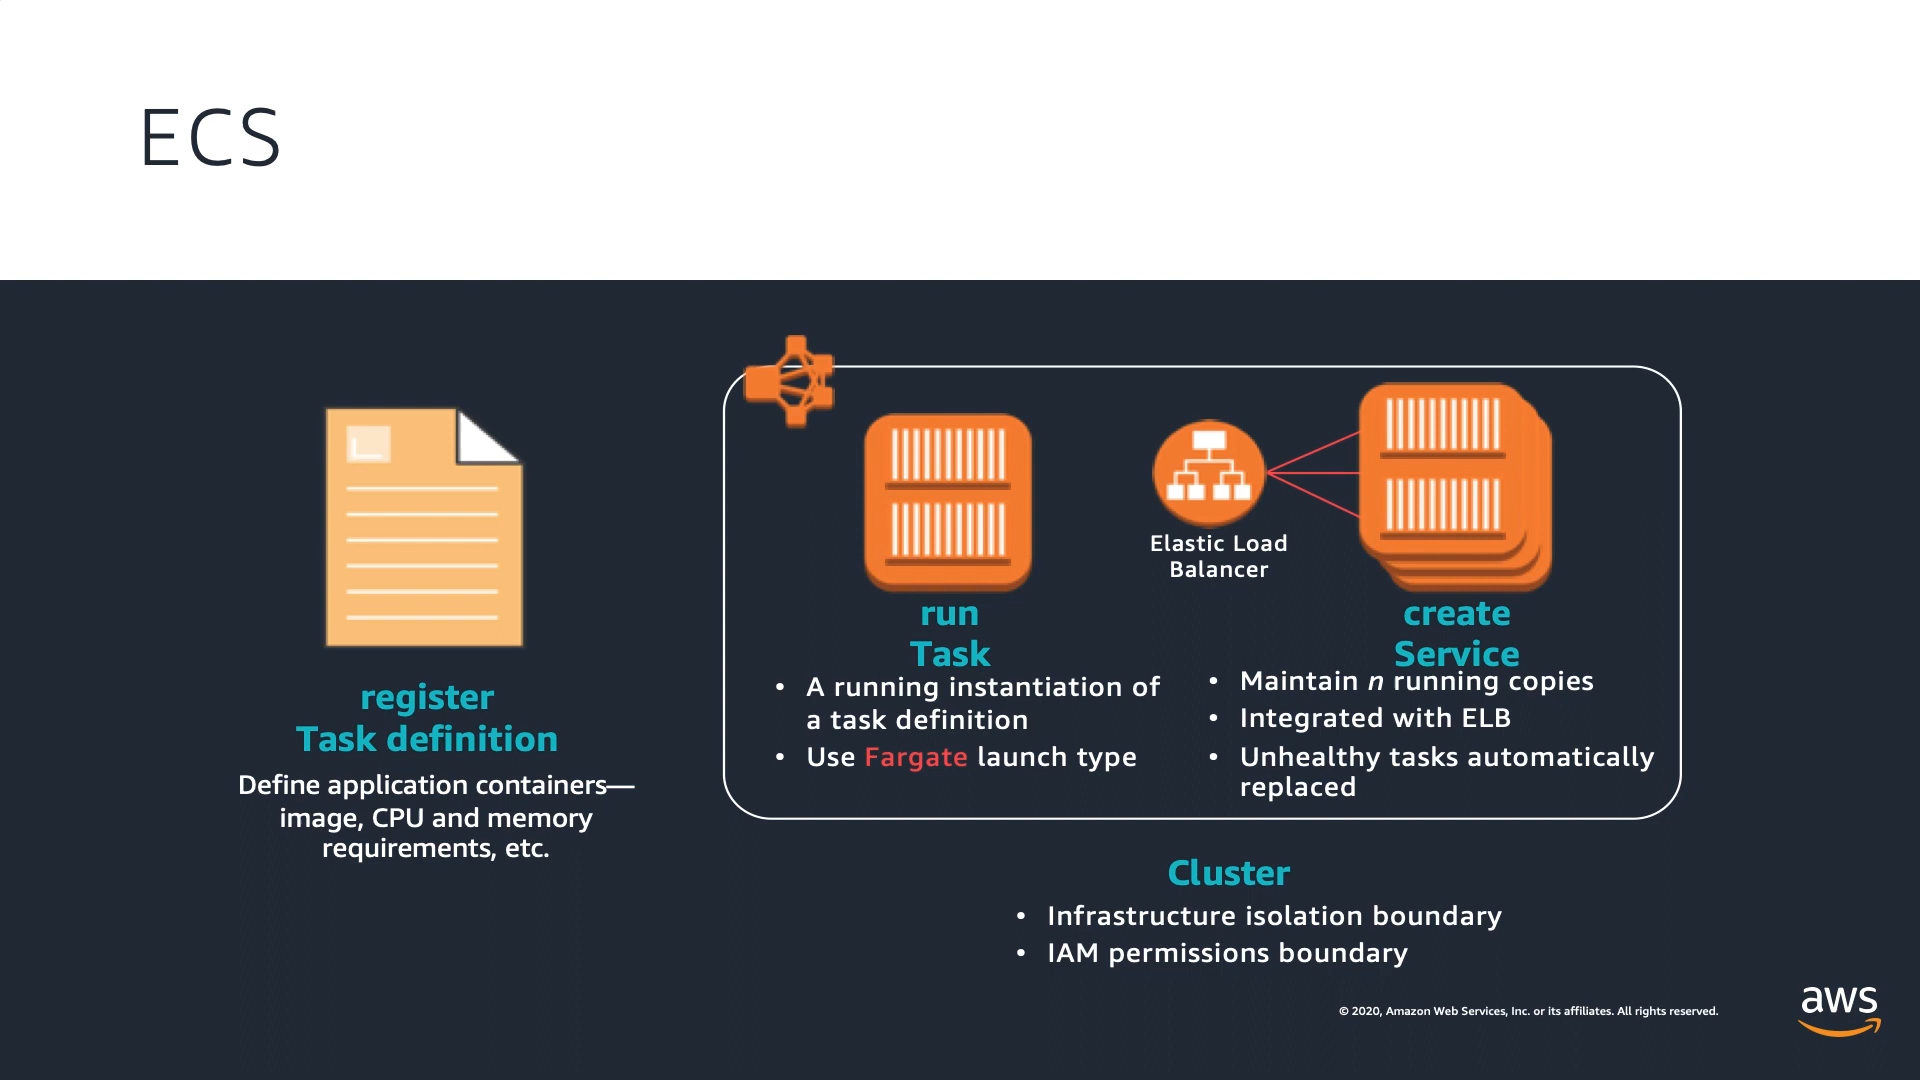 ECS
register
Task definition
Define application containers—
image, CPU and memory
requirements, etc.
run
Task
• A running instantiation of
a task definition
• Use Fargate launch type
Elastic Load
Balancer
create
Service
• Maintain n running copies
• Integrated with ELB
• Unhealthy tasks automatically
replaced
Cluster
• Infrastructure isolation boundary
• IAM permissions boundary
© 2020, Amazon Web Services, Inc. or its affiliates. All rights reserved.
aws